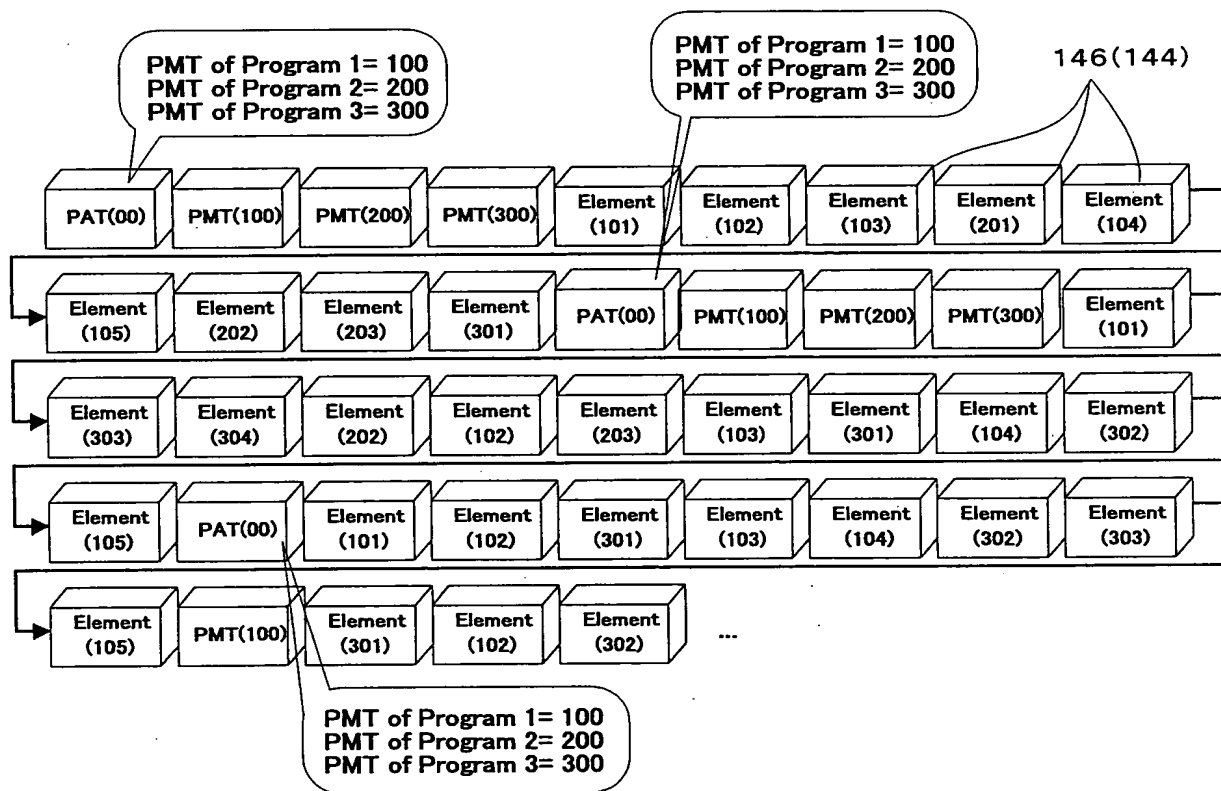 PMT of Program 1= 100
PMT of Program 2= 200
PMT of Program 3= 300
PMT of Program 1= 100
PMT of Program 2= 200
PMT of Program 3= 300
146(144)
PAT(00)
PMT(100)
PMT(200)
PMT(300)
Element
(101)
Element
(102)
Element
(103)
Element
(201)
Element
(104)
Element
(105)
Element
(202)
Element
(203)
Element
(301)
PAT(00)
PMT(100)
PMT(200)
PMT(300)
Element
(101)
Element
(303)
Element
(304)
Element
(202)
Element
(102)
Element
(203)
Element
(103)
Element
(301)
Element
(104)
Element
(302)
Element
(105)
PAT(00)
Element
(101)
Element
(102)
Element
(301)
Element
(103)
Element
(104)
Element
(302)
Element
(303)
Element
(105)
PMT(100)
Element
(301)
Element
(102)
Element
(302)
...
PMT of Program 1= 100
PMT of Program 2= 200
PMT of Program 3= 300